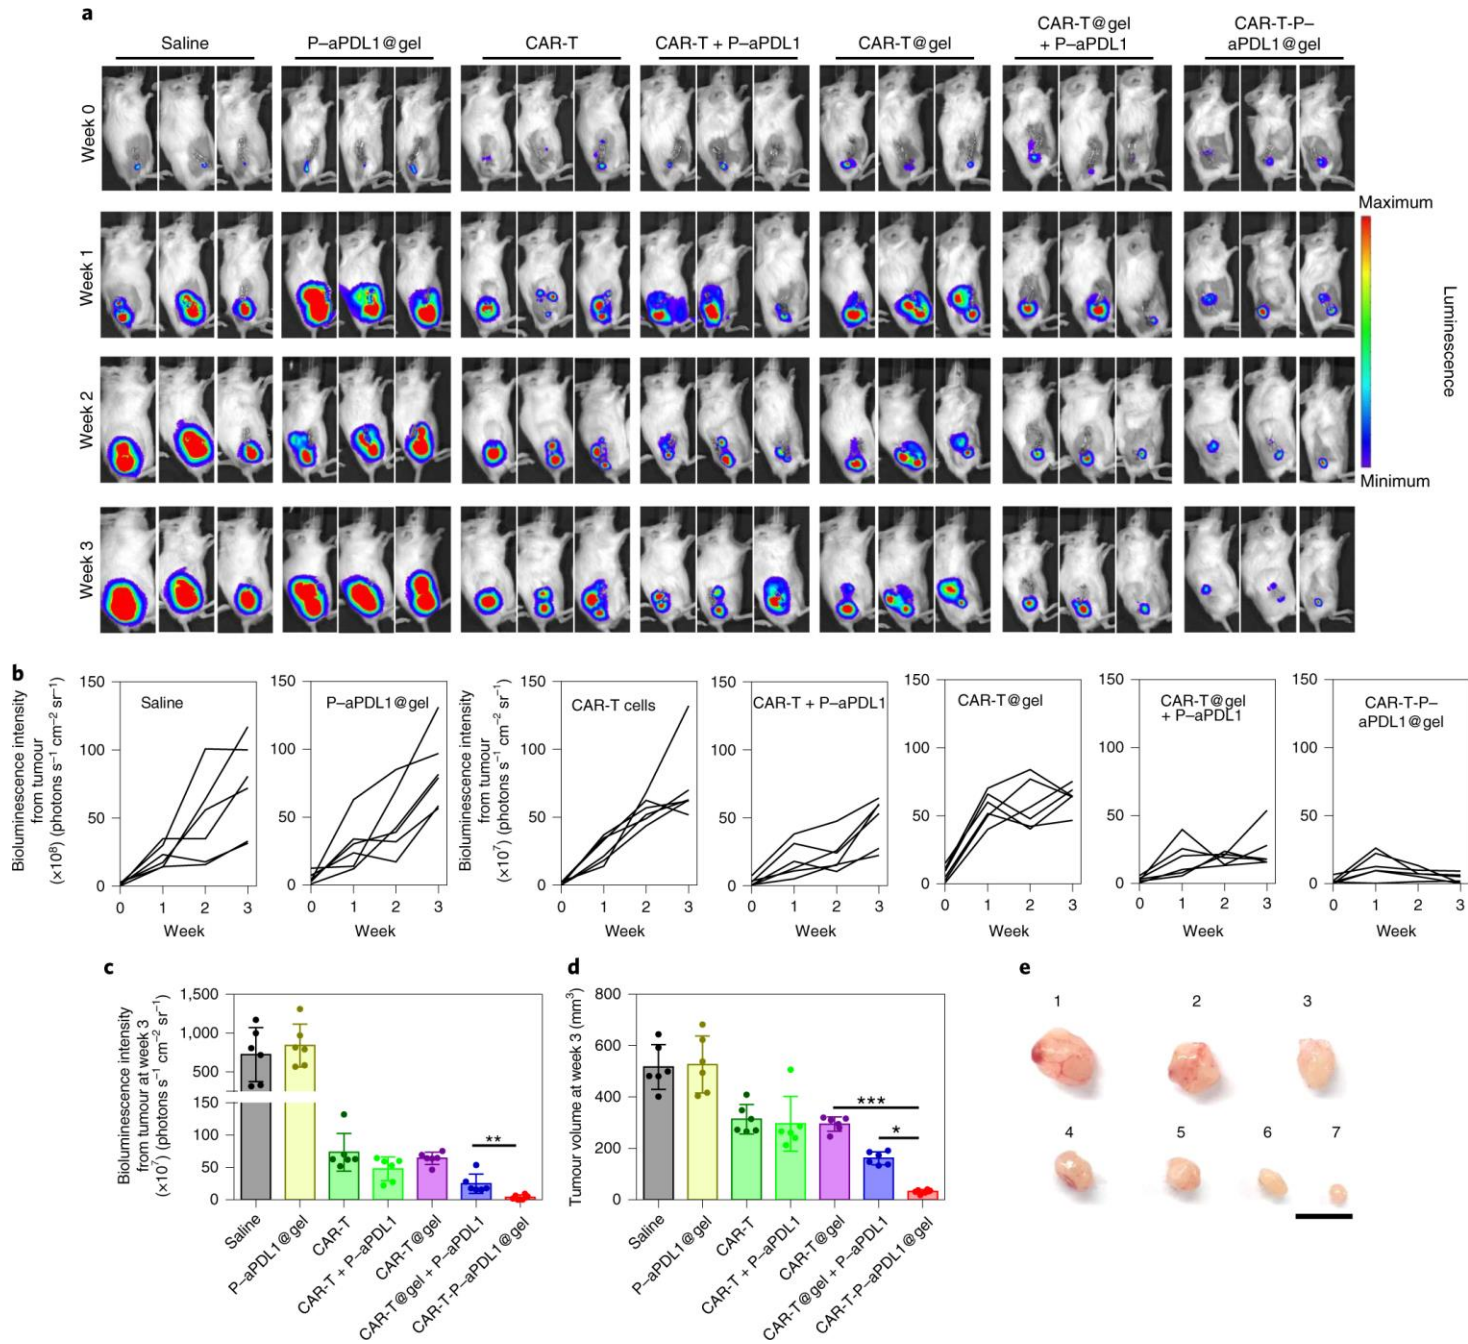 a
Saline
P–aPDL1@gel
CAR-T
CAR-T + P–aPDL1
CAR-T@gel
CAR-T@gel
+ P–aPDL1
CAR-T-P–
aPDL1@gel
Week 0
Week 1
Week 2
Week 3
Maximum
Luminescence
Minimum
b
Bioluminescence intensity
from tumour
(×10⁸) (photons s⁻¹ cm⁻² sr⁻¹)
150
100
50
0
Saline
0 1 2 3
Week
150
100
50
0
P–aPDL1@gel
0 1 2 3
Week
Bioluminescence intensity
from tumour
(×10⁷) (photons s⁻¹ cm⁻² sr⁻¹)
150
100
50
0
CAR-T cells
0 1 2 3
Week
150
100
50
0
CAR-T + P–aPDL1
0 1 2 3
Week
150
100
50
0
CAR-T@gel
0 1 2 3
Week
150
100
50
0
CAR-T@gel
+ P–aPDL1
0 1 2 3
Week
150
100
50
0
CAR-T-P–
aPDL1@gel
0 1 2 3
Week
c
Bioluminescence intensity
from tumour at week 3
(×10⁷) (photons s⁻¹ cm⁻² sr⁻¹)
1,500
1,000
500
150
100
50
0
**
Saline
P–aPDL1@gel
CAR-T
CAR-T + P–aPDL1
CAR-T@gel
CAR-T@gel + P–aPDL1
CAR-T-P–aPDL1@gel
d
Tumour volume at week 3 (mm³)
800
600
400
200
0
***
*
Saline
P–aPDL1@gel
CAR-T
CAR-T + P–aPDL1
CAR-T@gel
CAR-T@gel + P–aPDL1
CAR-T-P–aPDL1@gel
e
1 2 3
4 5 6 7